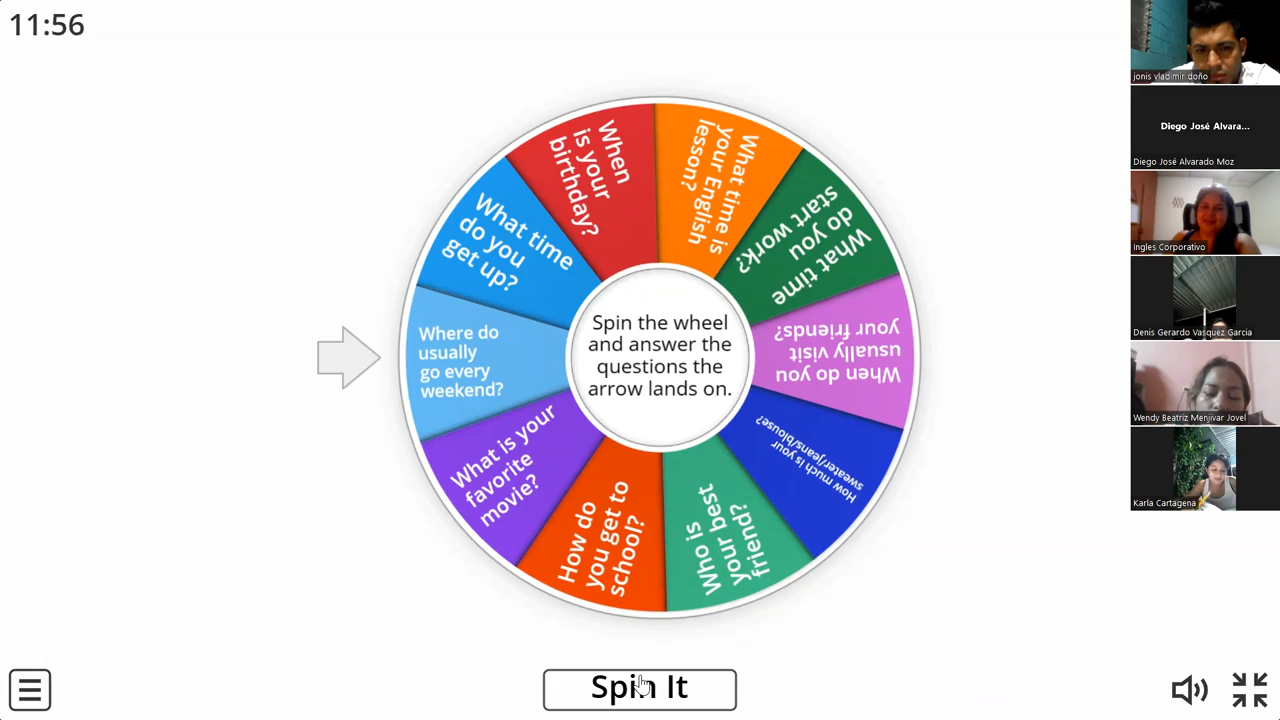 11:56
When
is your
birthday?
What time is
your English
lesson?
What time
do you
start work?
When do you
usually visit
your friends?
How much is your
sweater/jeans/blouse?
Who is
your best
friend?
How do
you get to
school?
What is your
favorite
movie?
Where do
usually
go every
weekend?
What time
do you
get up?
Spin the wheel
and answer the
questions the
arrow lands on.
Spin It
jonis vladimir doño
Diego José Alvara...
Diego José Alvarado Moz
Ingles Corporativo
Denis Gerardo Vasquez Garcia
Wendy Beatriz Menjivar Jovel
Karla Cartagena